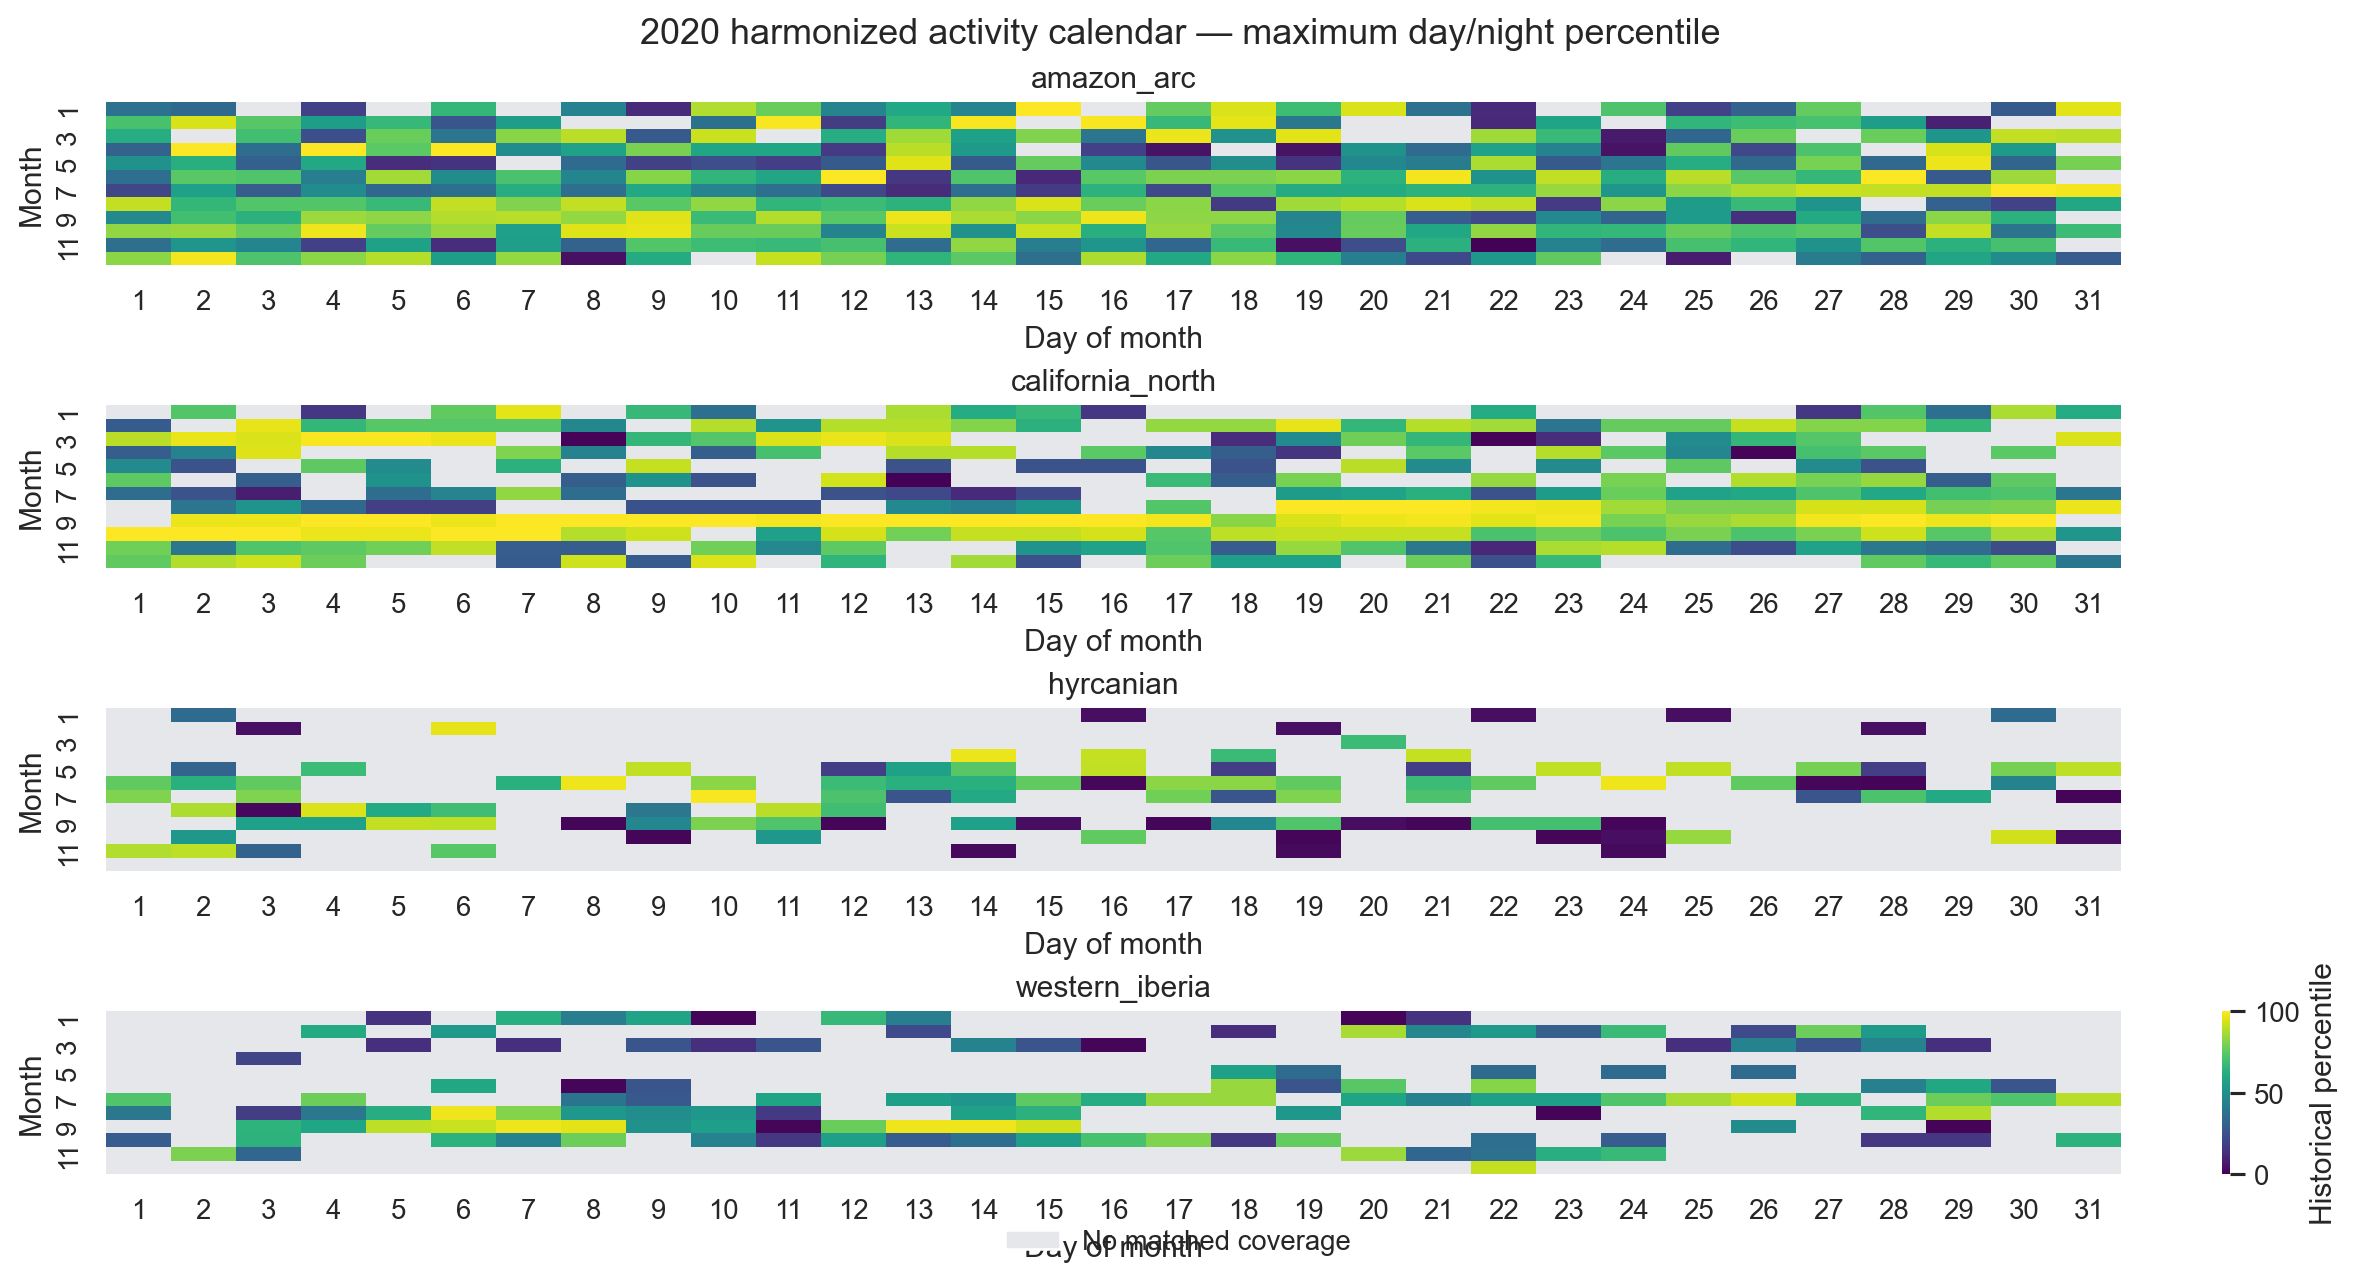 2020 harmonized activity calendar — maximum day/night percentile
amazon_arc
Month
1
3
5
7
9
11
1 2 3 4 5 6 7 8 9 10 11 12 13 14 15 16 17 18 19 20 21 22 23 24 25 26 27 28 29 30 31
Day of month
california_north
Month
1
3
5
7
9
11
1 2 3 4 5 6 7 8 9 10 11 12 13 14 15 16 17 18 19 20 21 22 23 24 25 26 27 28 29 30 31
Day of month
hyrcanian
Month
1
3
5
7
9
11
1 2 3 4 5 6 7 8 9 10 11 12 13 14 15 16 17 18 19 20 21 22 23 24 25 26 27 28 29 30 31
Day of month
western_iberia
Month
1
3
5
7
9
11
1 2 3 4 5 6 7 8 9 10 11 12 13 14 15 16 17 18 19 20 21 22 23 24 25 26 27 28 29 30 31
Day of month
No matched coverage
100
50
0
Historical percentile